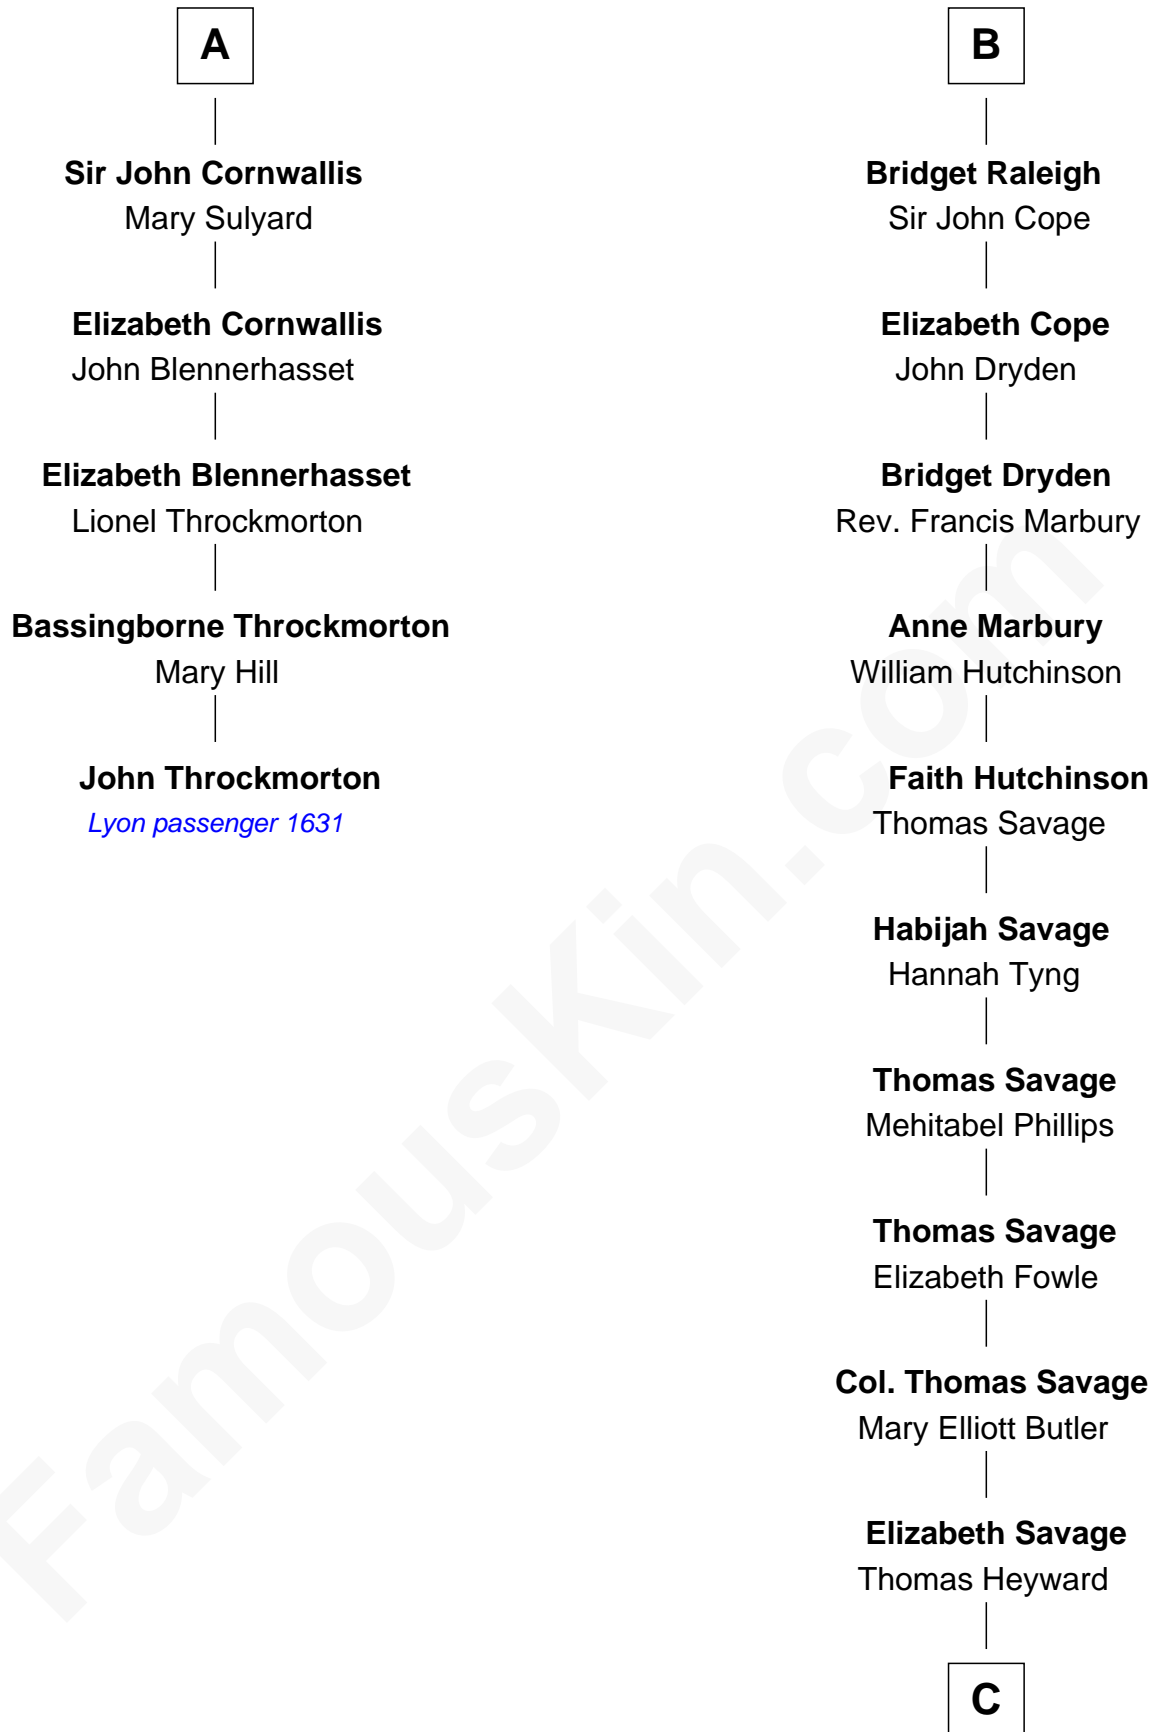 A
Sir John Cornwallis
Mary Sulyard
Elizabeth Cornwallis
John Blennerhasset
Elizabeth Blennerhasset
Lionel Throckmorton
Bassingborne Throckmorton
Mary Hill
John Throckmorton
Lyon passenger 1631
B
Bridget Raleigh
Sir John Cope
Elizabeth Cope
John Dryden
Bridget Dryden
Rev. Francis Marbury
Anne Marbury
William Hutchinson
Faith Hutchinson
Thomas Savage
Habijah Savage
Hannah Tyng
Thomas Savage
Mehitabel Phillips
Thomas Savage
Elizabeth Fowle
Col. Thomas Savage
Mary Elliott Butler
Elizabeth Savage
Thomas Heyward
C
FamousKin.com